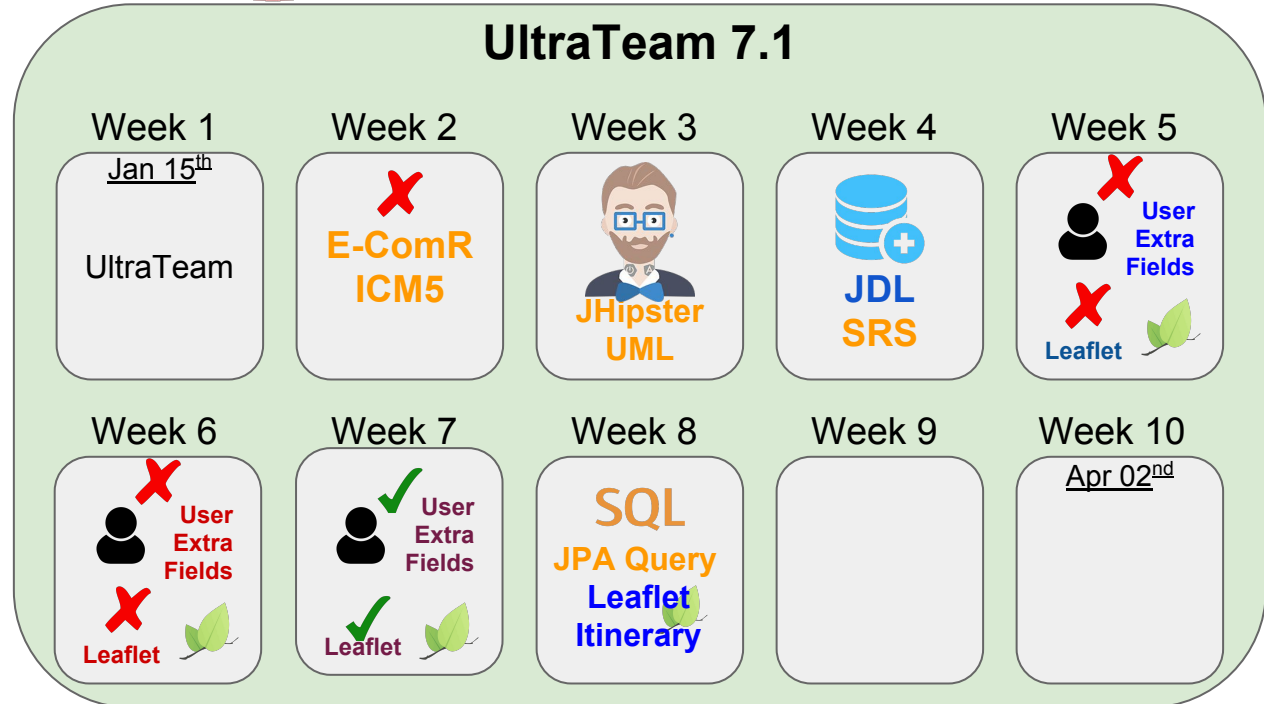 UltraTeam 7.1
Week 1
Jan 15th
UltraTeam
Week 2
E-ComR
ICM5
Week 3
JHipster
UML
Week 4
JDL
SRS
Week 5
User
Extra
Fields
Leaflet
Week 6
User
Extra
Fields
Leaflet
Week 7
User
Extra
Fields
Leaflet
Week 8
SQL
JPA Query
Leaflet
Itinerary
Week 9
Week 10
Apr 02nd